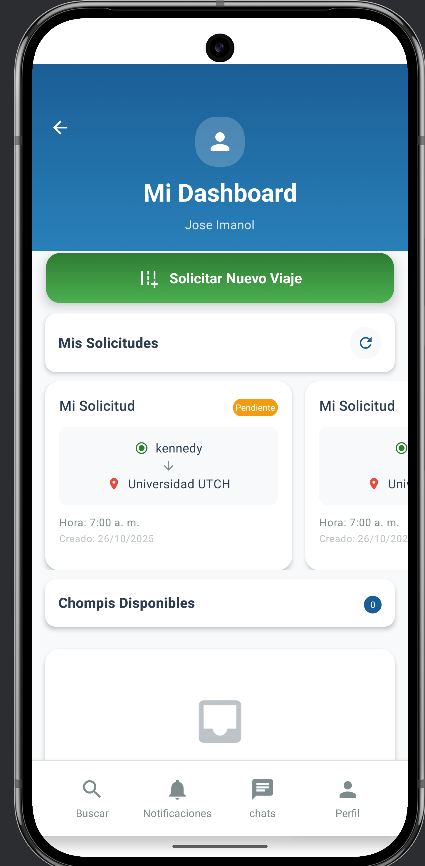 Mi Dashboard
Jose Imanol
Solicitar Nuevo Viaje
Mis Solicitudes
Mi Solicitud
Pendiente
kennedy
Universidad UTCH
Hora: 7:00 a. m.
Creado: 26/10/2025
Mi Solicitud
Uni
Hora: 7:00 a. m.
Creado: 26/10/202
Chompis Disponibles
0
Buscar
Notificaciones
chats
Perfil